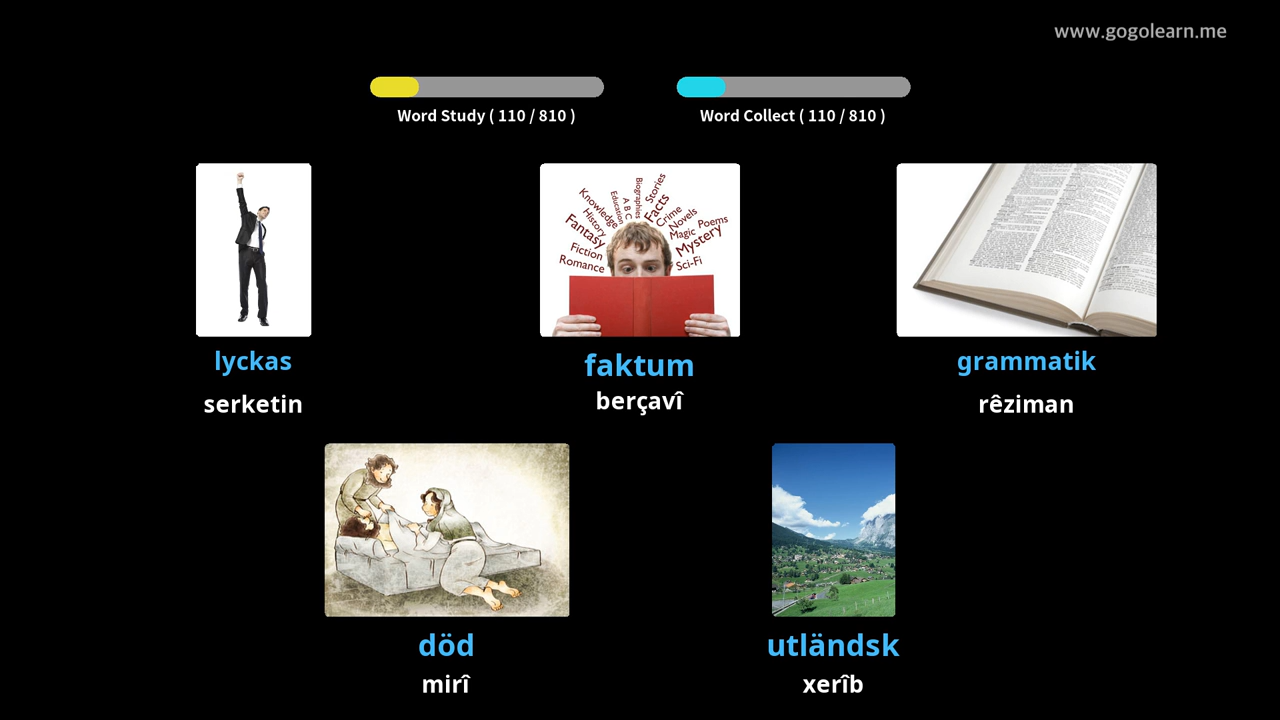 www.gogolearn.me
Word Study ( 110 / 810 )
Word Collect ( 110 / 810 )
Knowledge
History
Fantasy
Fiction
Romance
Education
A B C
Biographies
Stories
Facts
Crime
Novels
Magic
Poems
Mystery
Sci-Fi
lyckas
serketin
faktum
berçavî
grammatik
rêziman
död
mirî
utländsk
xerîb